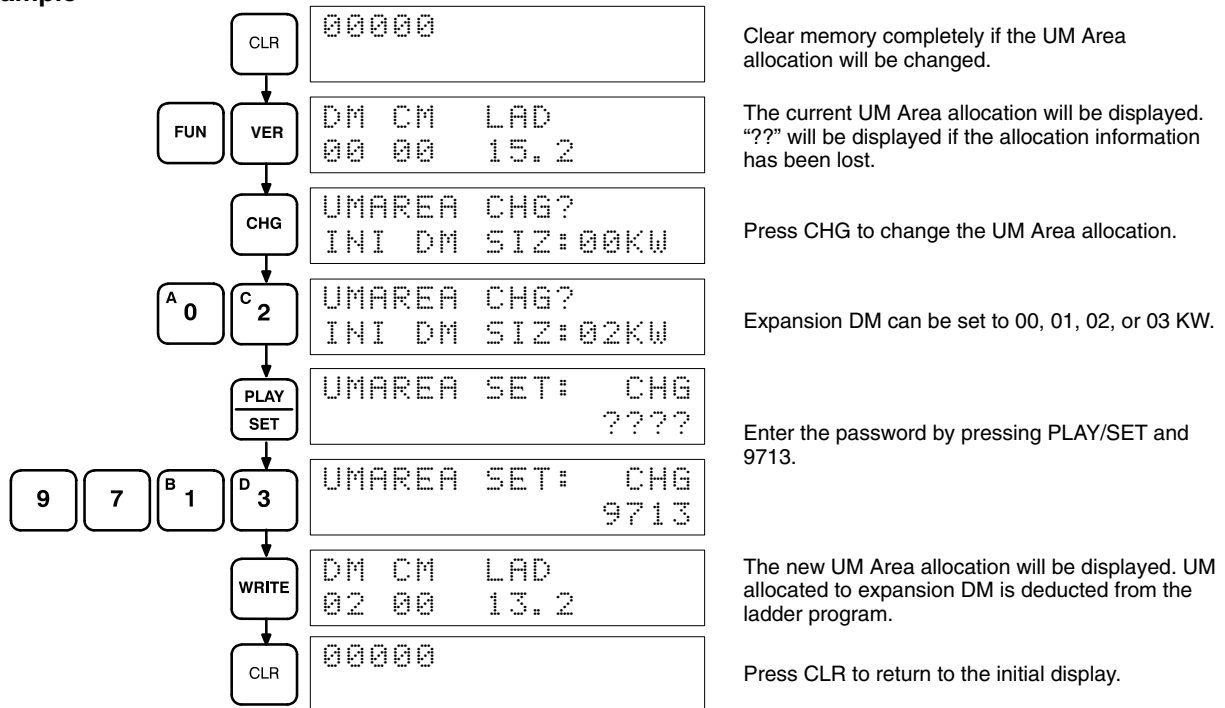 CLR
00000
Clear memory completely if the UM Area
allocation will be changed.
FUN VER
DM CM LAD
00 00 15.2
The current UM Area allocation will be displayed.
“??” will be displayed if the allocation information
has been lost.
CHG
UMAREA CHG?
INI DM SIZ:00KW
Press CHG to change the UM Area allocation.
A 0 C 2
UMAREA CHG?
INI DM SIZ:02KW
Expansion DM can be set to 00, 01, 02, or 03 KW.
PLAY
SET
UMAREA SET: CHG
????
Enter the password by pressing PLAY/SET and
9713.
9 7 B 1 D 3
UMAREA SET: CHG
9713
WRITE
DM CM LAD
02 00 13.2
The new UM Area allocation will be displayed. UM
allocated to expansion DM is deducted from the
ladder program.
CLR
00000
Press CLR to return to the initial display.